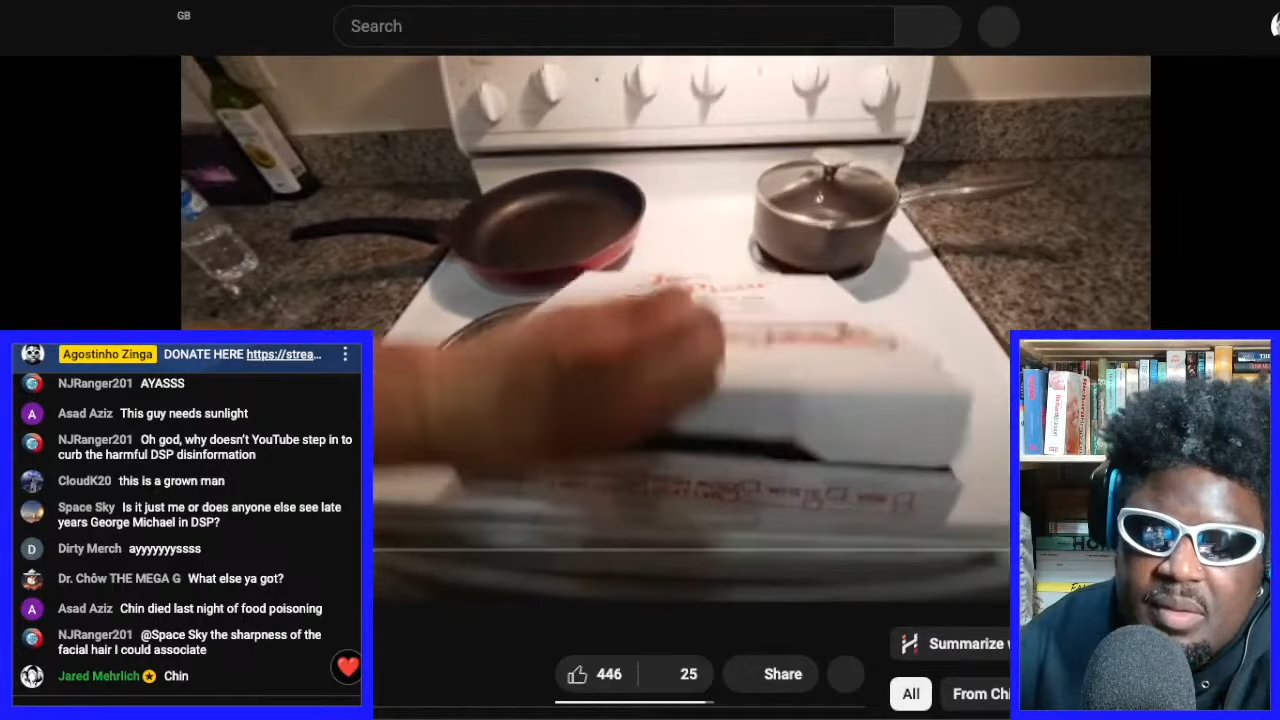 GB
Search
Agostinho Zinga DONATE HERE https://strea...
NJRanger201 AYASSS
A Asad Aziz This guy needs sunlight
NJRanger201 Oh god, why doesn't YouTube step in to
curb the harmful DSP disinformation
CloudK20 this is a grown man
Space Sky Is it just me or does anyone else see late
years George Michael in DSP?
D Dirty Merch ayyyyyyssss
Dr. Chôw THE MEGA G What else ya got?
A Asad Aziz Chin died last night of food poisoning
NJRanger201 @Space Sky the sharpness of the
facial hair I could associate
Jared Mehrlich Chin
446
25
Share
Summarize
All
From Chi